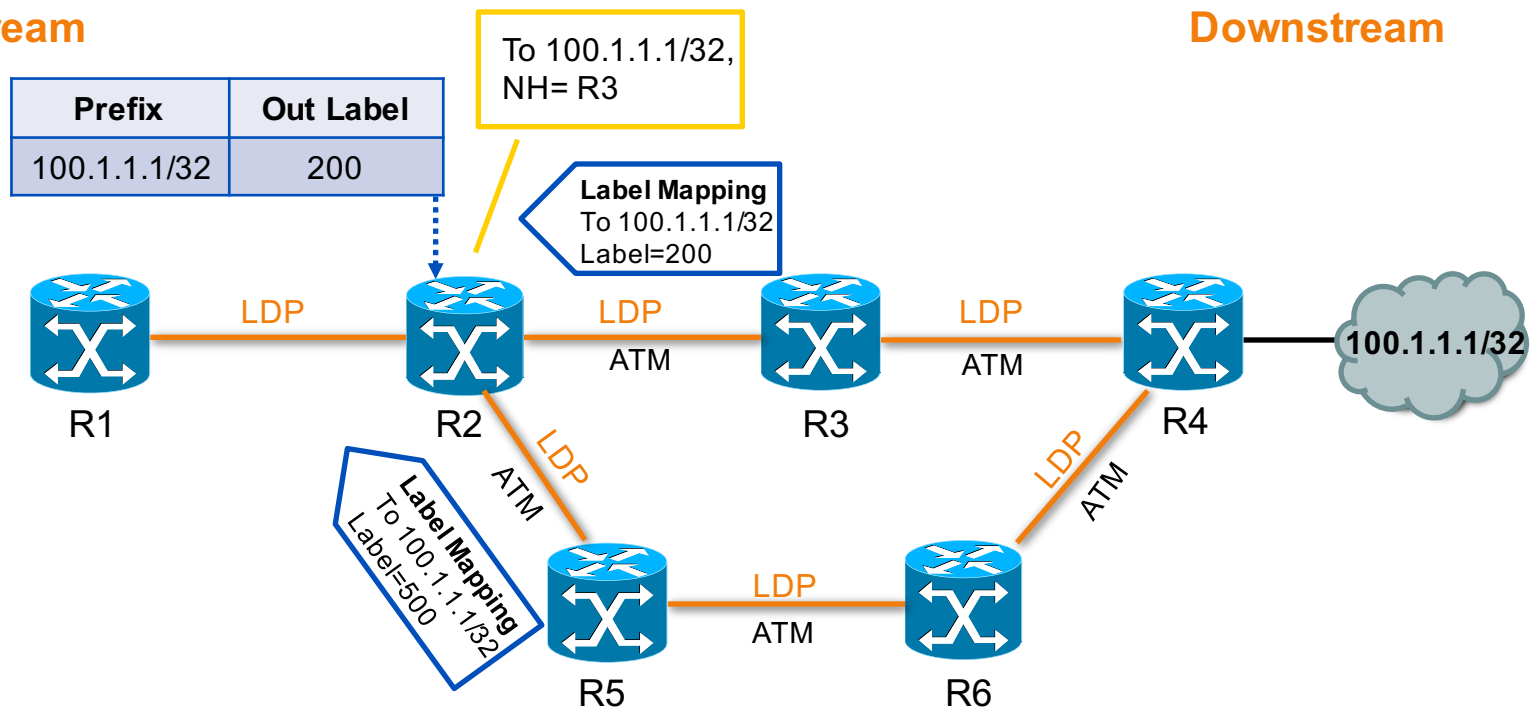 Downstream
To 100.1.1.1/32,
NH= R3
Prefix Out Label
100.1.1.1/32 200
Label Mapping
To 100.1.1.1/32
Label=200
LDP
LDP
LDP
ATM
ATM
100.1.1.1/32
R1
R2
R3
R4
LDP
ATM
LDP
ATM
Label Mapping
To 100.1.1.1/32
Label=500
LDP
ATM
R5
R6